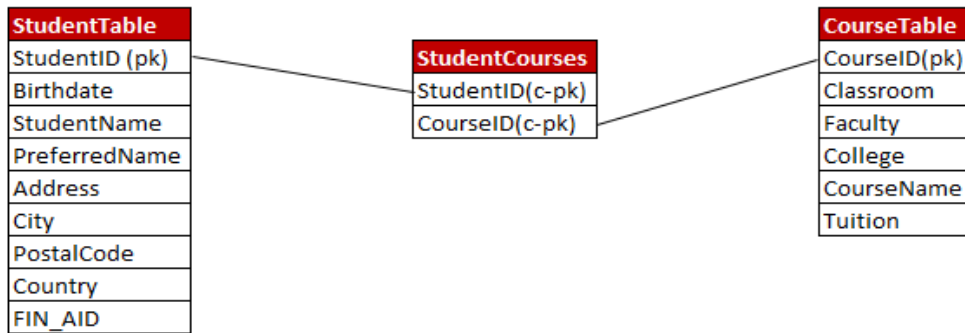 StudentTable
StudentID (pk)
Birthdate
StudentName
PreferredName
Address
City
PostalCode
Country
FIN_AID
StudentCourses
StudentID(c-pk)
CourseID(c-pk)
CourseTable
CourseID(pk)
Classroom
Faculty
College
CourseName
Tuition